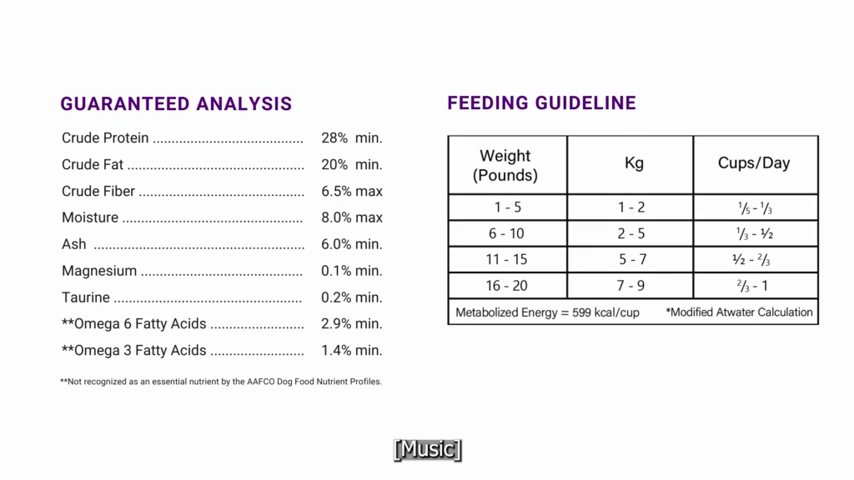 GUARANTEED ANALYSIS
Crude Protein .................................... 28% min.
Crude Fat .......................................... 20% min.
Crude Fiber ....................................... 6.5% max
Moisture ............................................ 8.0% max
Ash ................................................... 6.0% min.
Magnesium ....................................... 0.1% min.
Taurine .............................................. 0.2% min.
**Omega 6 Fatty Acids ...................... 2.9% min.
**Omega 3 Fatty Acids ...................... 1.4% min.
**Not recognized as an essential nutrient by the AAFCO Dog Food Nutrient Profiles.
FEEDING GUIDELINE
Weight (Pounds) Kg Cups/Day
1 - 5 1 - 2 ⅕ - ⅓
6 - 10 2 - 5 ⅓ - ½
11 - 15 5 - 7 ½ - ⅔
16 - 20 7 - 9 ⅔ - 1
Metabolized Energy = 599 kcal/cup *Modified Atwater Calculation
[Music]